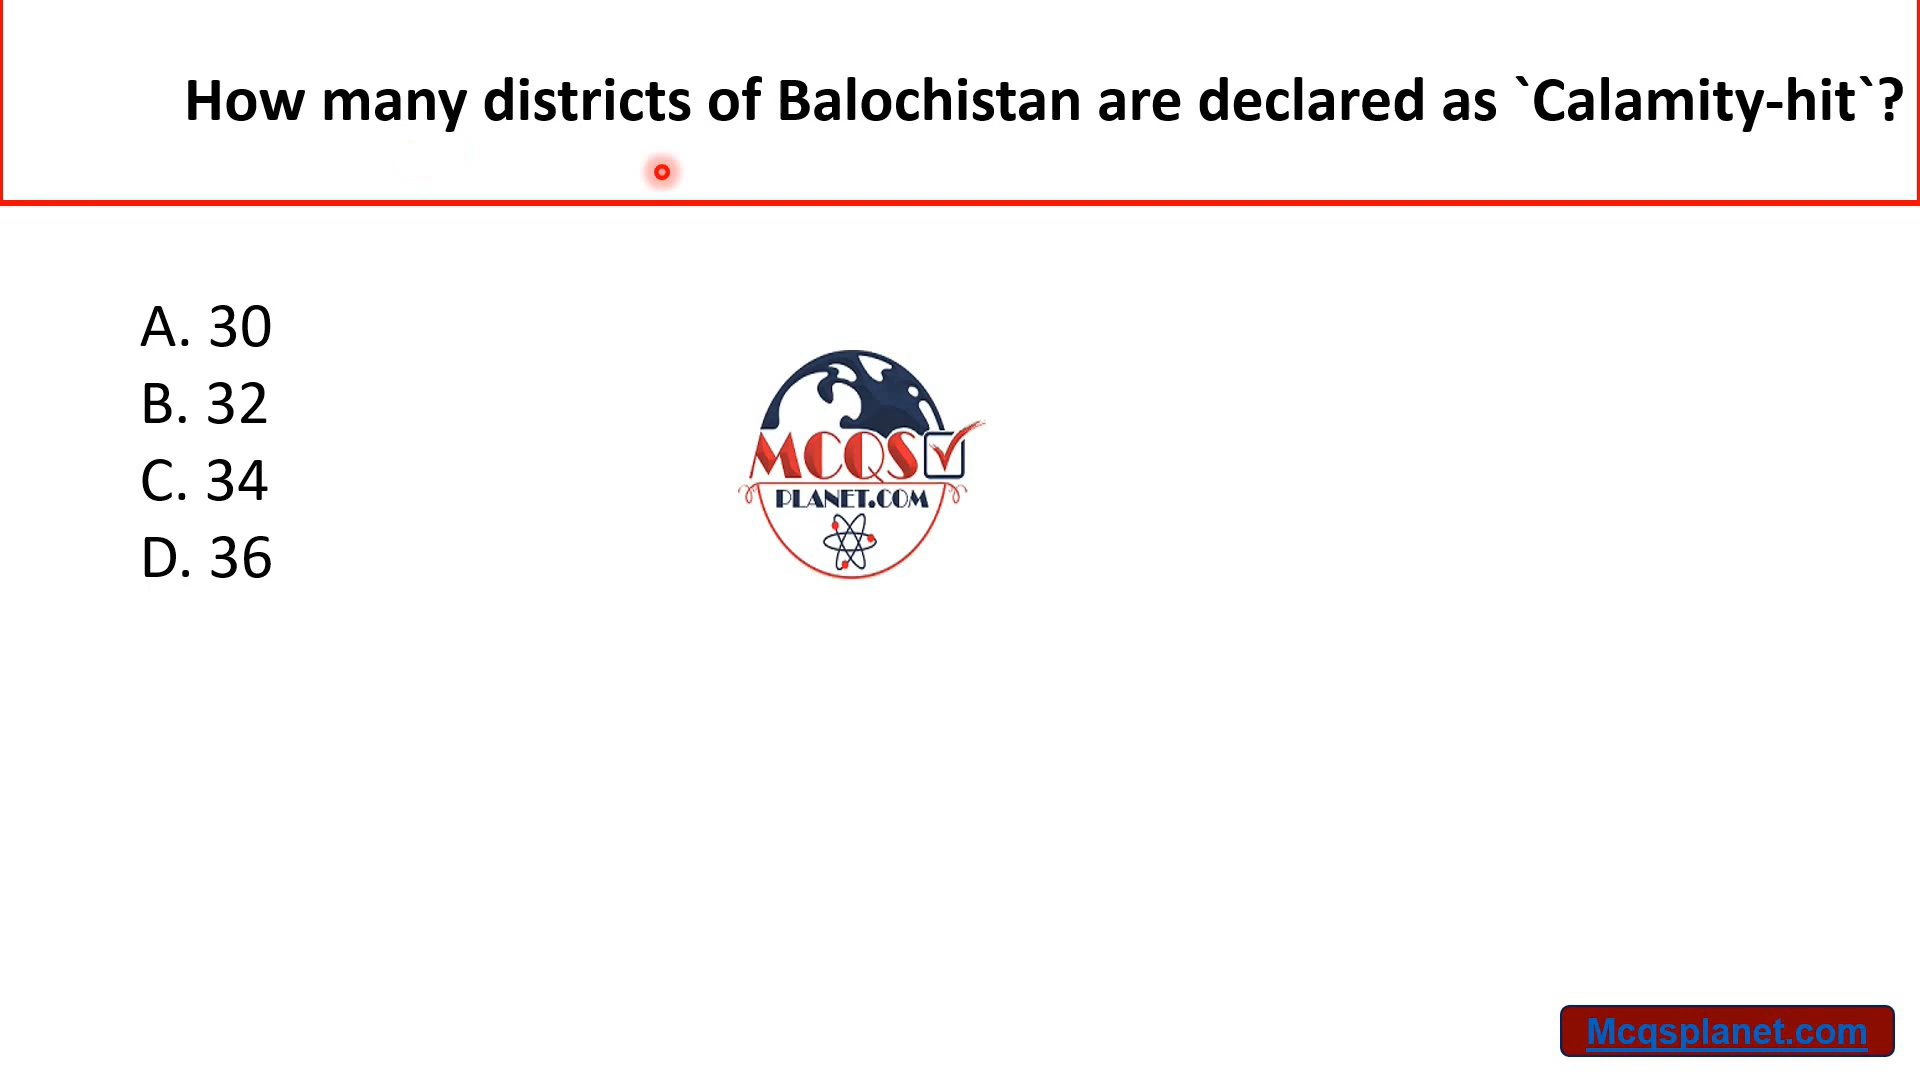 How many districts of Balochistan are declared as `Calamity-hit`?
A. 30
B. 32
C. 34
D. 36
MCQS
PLANET.COM
Mcqsplanet.com